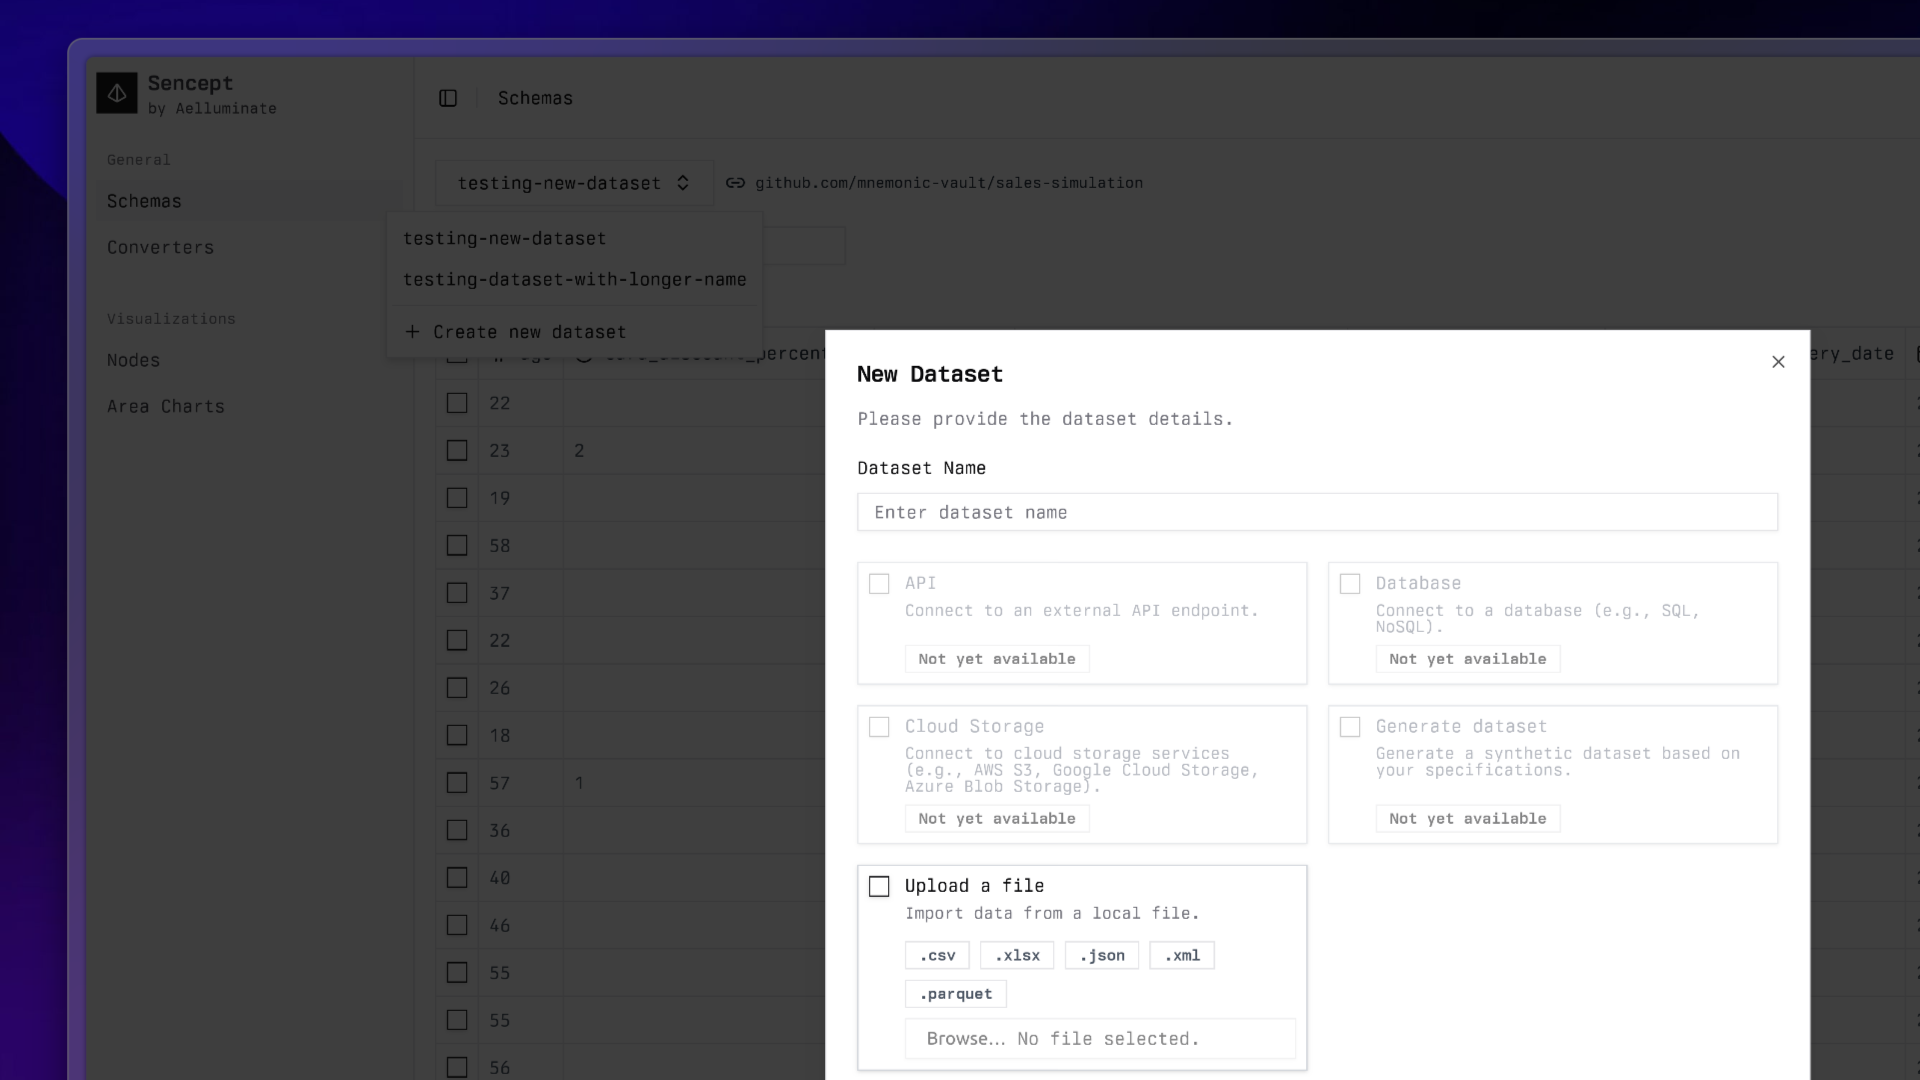 Sencept
by Aelluminate
General
Schemas
Converters
Visualizations
Nodes
Area Charts
Schemas
testing-new-dataset
github.com/mnemonic-vault/sales-simulation
testing-new-dataset
testing-dataset-with-longer-name
+ Create new dataset
percent
ery_date
22
23 2
19
58
37
22
26
18
57 1
36
40
46
55
55
56
New Dataset
Please provide the dataset details.
Dataset Name
Enter dataset name
API
Connect to an external API endpoint.
Not yet available
Database
Connect to a database (e.g., SQL,
NoSQL).
Not yet available
Cloud Storage
Connect to cloud storage services
(e.g., AWS S3, Google Cloud Storage,
Azure Blob Storage).
Not yet available
Generate dataset
Generate a synthetic dataset based on
your specifications.
Not yet available
Upload a file
Import data from a local file.
.csv .xlsx .json .xml
.parquet
Browse... No file selected.